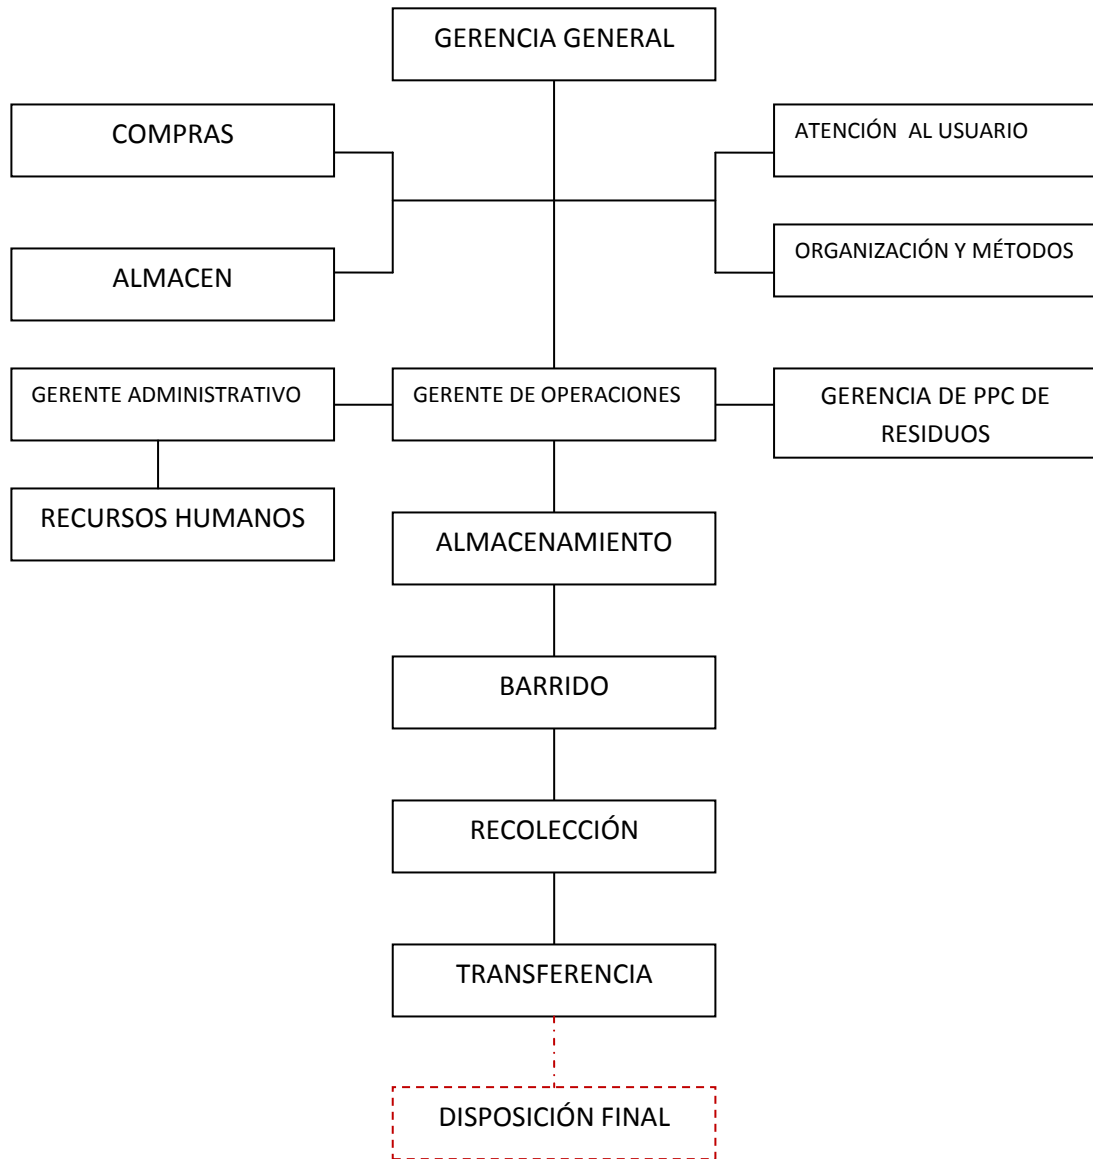 GERENCIA GENERAL
COMPRAS
ATENCIÓN AL USUARIO
ALMACEN
ORGANIZACIÓN Y MÉTODOS
GERENTE ADMINISTRATIVO
GERENTE DE OPERACIONES
GERENCIA DE PPC DE
RESIDUOS
RECURSOS HUMANOS
ALMACENAMIENTO
BARRIDO
RECOLECCIÓN
TRANSFERENCIA
DISPOSICIÓN FINAL